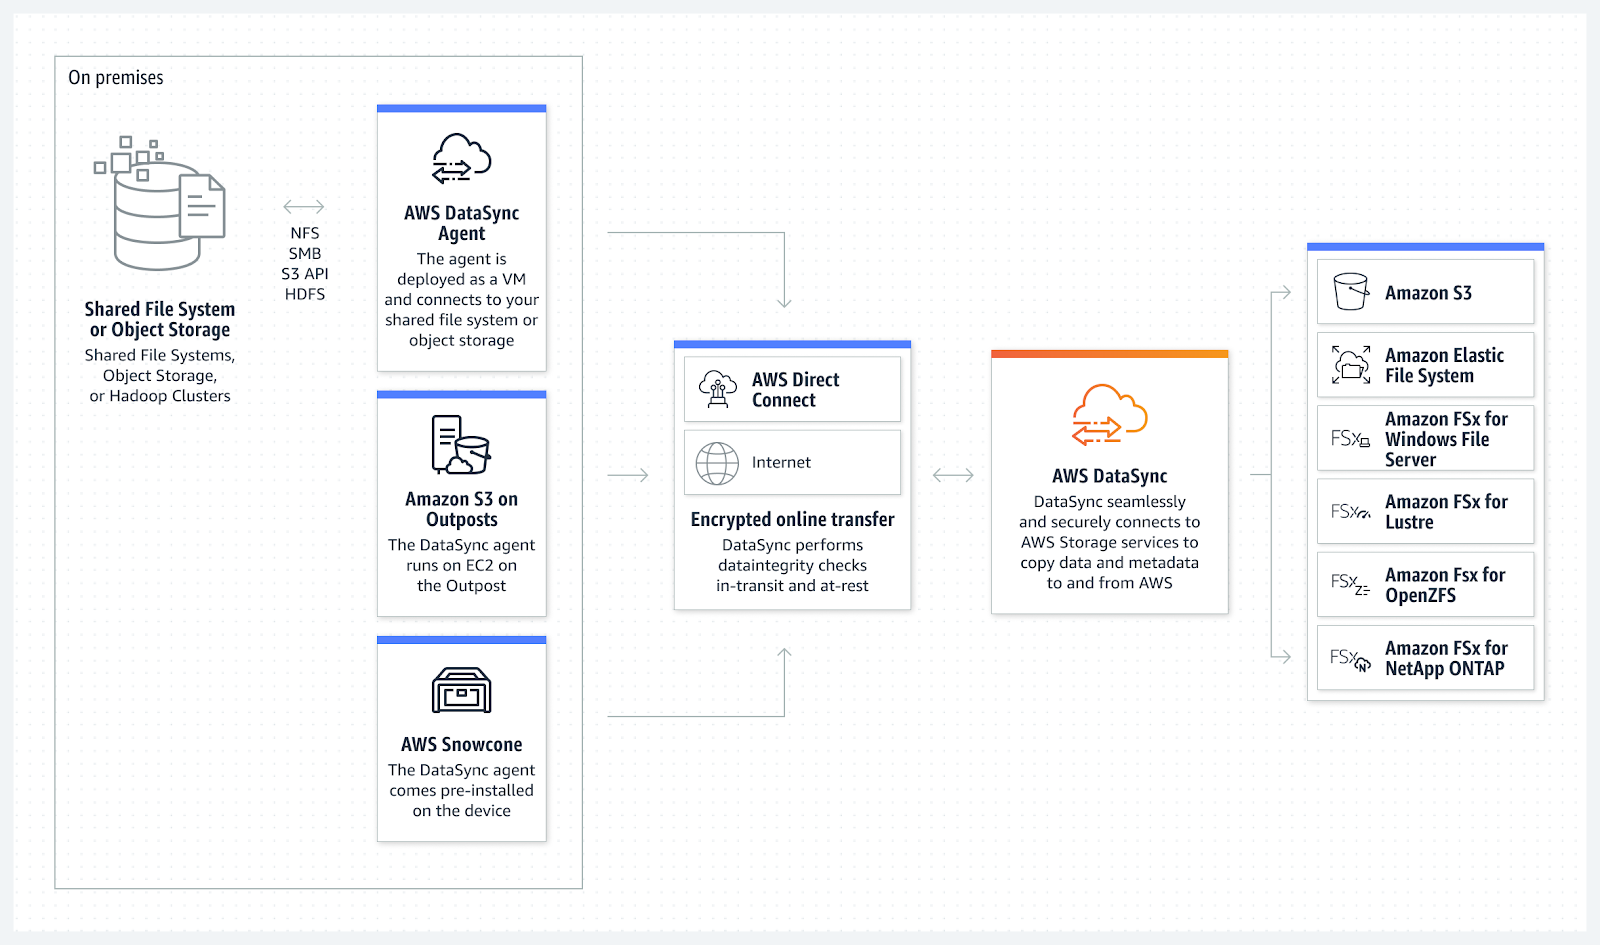 On premises
Shared File System
or Object Storage
Shared File Systems,
Object Storage,
or Hadoop Clusters
NFS
SMB
S3 API
HDFS
AWS DataSync
Agent
The agent is
deployed as a VM
and connects to your
shared file system or
object storage
Amazon S3 on
Outposts
The DataSync agent
runs on EC2 on
the Outpost
AWS Snowcone
The DataSync agent
comes pre-installed
on the device
AWS Direct
Connect
Internet
Encrypted online transfer
DataSync performs
dataintegrity checks
in-transit and at-rest
AWS DataSync
DataSync seamlessly
and securely connects to
AWS Storage services to
copy data and metadata
to and from AWS
Amazon S3
Amazon Elastic
File System
FSx
Amazon FSx for
Windows File
Server
FSx
Amazon FSx for
Lustre
FSx
Z
Amazon Fsx for
OpenZFS
FSx
N
Amazon FSx for
NetApp ONTAP